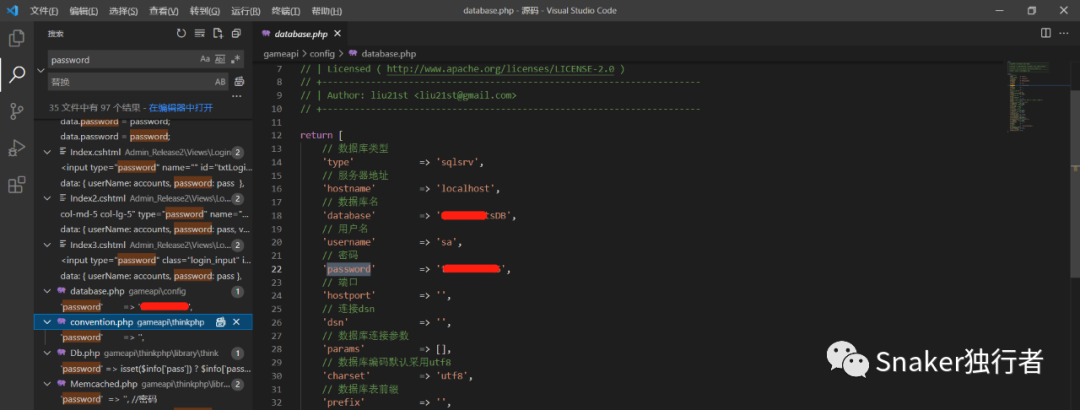 文件(F) 编辑(E) 选择(S) 查看(V) 转到(G) 运行(R) 终端(T) 帮助(H) database.php - 源码 - Visual Studio Code
搜索
password
Aa
替换
AB
35 文件中有 97 个结果 - 在编辑器中打开
data.password = password;
data.password = password;
Index.cshtml Admin_Release2\Views\Login 2
<input type="password" name="" id="txtLogi...
data: { userName: accounts, password: pass },
Index2.cshtml Admin_Release2\Views\Lo... 2
col-md-5 col-lg-5" type="password" name="...
data: { userName: accounts, password: pass, v...
Index3.cshtml Admin_Release2\Views\Lo... 2
<input type="password" class="login_input" i...
data: { userName: accounts, password: pass },
database.php gameapi\config 1
'password' => '
',
convention.php gameapi\thinkphp
'password' => '',
Db.php gameapi\thinkphp\library\think 1
'password' => isset($info['pass']) ? $info['pass...
Memcached.php gameapi\thinkphp\libr... 2
'password' => '', //密码
database.php
gameapi > config > database.php
7 // | Licensed ( http://www.apache.org/licenses/LICENSE-2.0 )
8 // +----------------------------------------------------------------------
9 // | Author: liu21st <liu21st@gmail.com>
10 // +----------------------------------------------------------------------
11
12 return [
13 // 数据库类型
14 'type' => 'sqlsrv',
15 // 服务器地址
16 'hostname' => 'localhost',
17 // 数据库名
18 'database' => ' tsDB',
19 // 用户名
20 'username' => 'sa',
21 // 密码
22 'password' => ' ',
23 // 端口
24 'hostport' => '',
25 // 连接dsn
26 'dsn' => '',
27 // 数据库连接参数
28 'params' => [],
29 // 数据库编码默认采用utf8
30 'charset' => 'utf8',
31 // 数据库表前缀
32 'prefix' => '',
Snaker独行者